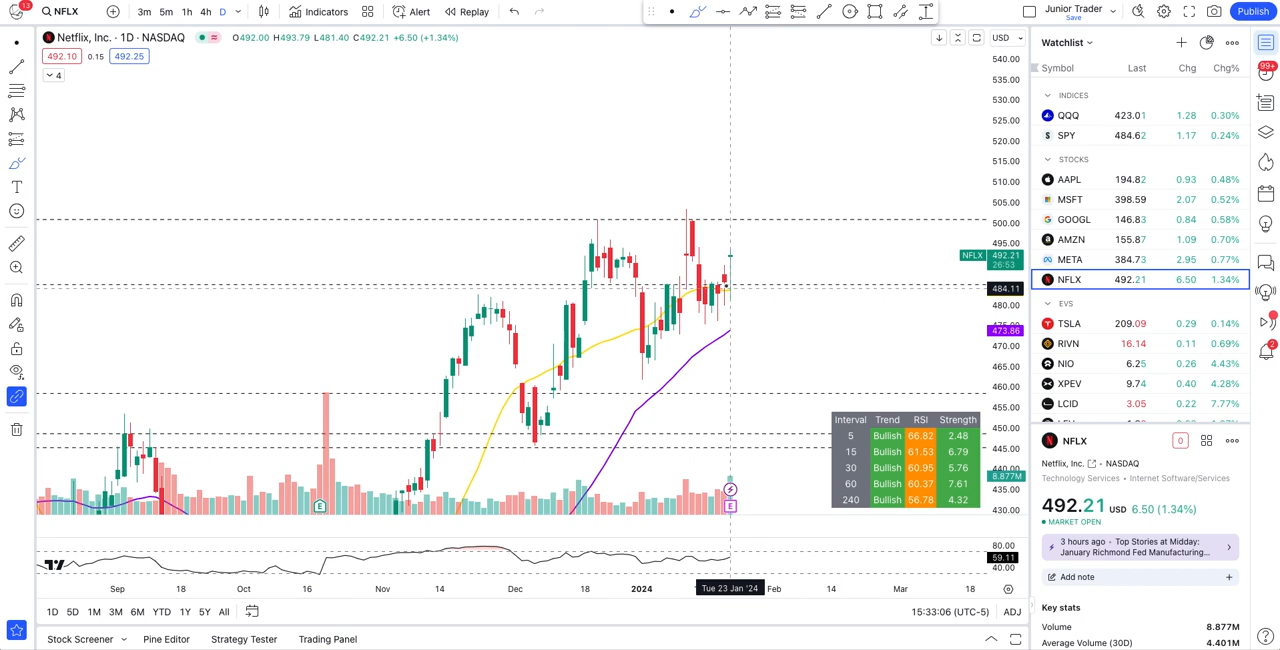 13 NFLX 3m 5m 1h 4h D Indicators Alert Replay Junior Trader Save Publish
Netflix, Inc. · 1D · NASDAQ O492.00 H493.79 L481.40 C492.21 +6.50 (+1.34%) USD
492.10 0.15 492.25
4
540.00
535.00
530.00
525.00
520.00
515.00
510.00
505.00
500.00
495.00
NFLX 492.21
26:53
484.11
480.00
473.86
470.00
465.00
460.00
455.00
450.00
445.00
440.00
8.877M
435.00
430.00
Interval Trend RSI Strength
5 Bullish 66.82 2.48
15 Bullish 61.53 6.79
30 Bullish 60.95 5.76
60 Bullish 60.37 7.61
240 Bullish 56.78 4.32
E E
80.00
59.11
40.00
Sep 18 Oct 16 Nov 14 Dec 18 2024 Tue 23 Jan '24 Feb 14 Mar 18
1D 5D 1M 3M 6M YTD 1Y 5Y All 15:33:06 (UTC-5) ADJ
Stock Screener Pine Editor Strategy Tester Trading Panel
Watchlist
Symbol Last Chg Chg%
INDICES
QQQ 423.01 1.28 0.30%
SPY 484.62 1.17 0.24%
STOCKS
AAPL 194.82 0.93 0.48%
MSFT 398.59 2.07 0.52%
GOOGL 146.83 0.84 0.58%
AMZN 155.87 1.09 0.70%
META 384.73 2.95 0.77%
NFLX 492.21 6.50 1.34%
EVS
TSLA 209.09 0.29 0.14%
RIVN 16.14 0.11 0.69%
NIO 6.25 0.26 4.43%
XPEV 9.74 0.40 4.28%
LCID 3.05 0.22 7.77%
NFLX 0
Netflix, Inc. • NASDAQ
Technology Services • Internet Software/Services
492.21 USD 6.50 (1.34%)
MARKET OPEN
3 hours ago · Top Stories at Midday:
January Richmond Fed Manufacturing...
Add note
Key stats
Volume 8.877M
Average Volume (30D) 4.401M
99+
2